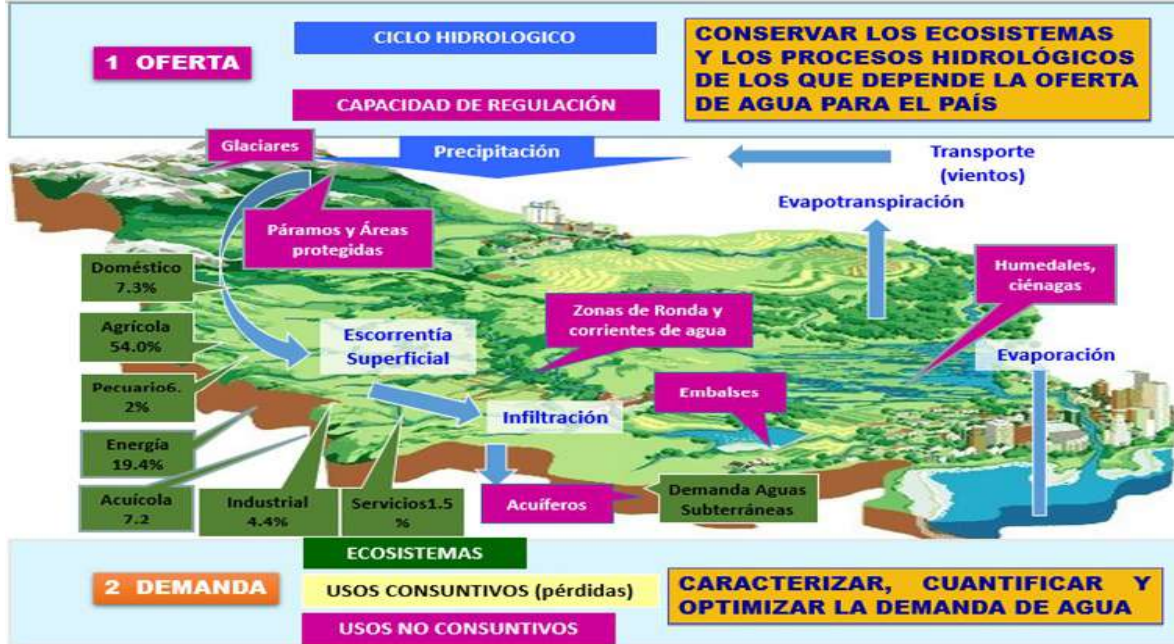 1 OFERTA
CICLO HIDROLOGICO
CAPACIDAD DE REGULACIÓN
CONSERVAR LOS ECOSISTEMAS
Y LOS PROCESOS HIDROLÓGICOS
DE LOS QUE DEPENDE LA OFERTA
DE AGUA PARA EL PAÍS
Glaciares
Precipitación
Transporte
(vientos)
Evapotranspiración
Páramos y Áreas
protegidas
Humedales,
ciénagas
Doméstico
7.3%
Zonas de Ronda y
corrientes de agua
Agrícola
54.0%
Escorrentía
Superficial
Evaporación
Pecuario6.
2%
Embalses
Infiltración
Energía
19.4%
Acuícola
7.2
Industrial
4.4%
Servicios1.5
%
Acuíferos
Demanda Aguas
Subterráneas
2 DEMANDA
ECOSISTEMAS
USOS CONSUNTIVOS (pérdidas)
USOS NO CONSUNTIVOS
CARACTERIZAR, CUANTIFICAR Y
OPTIMIZAR LA DEMANDA DE AGUA